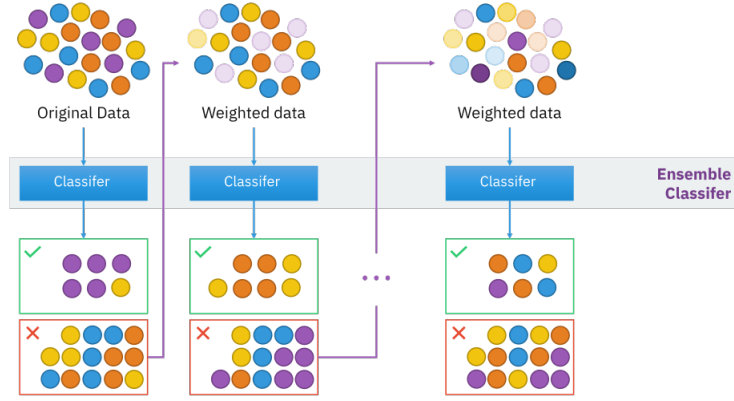 Original Data
Weighted data
Weighted data
Classifer
Classifer
Classifer
Ensemble
Classifer
...